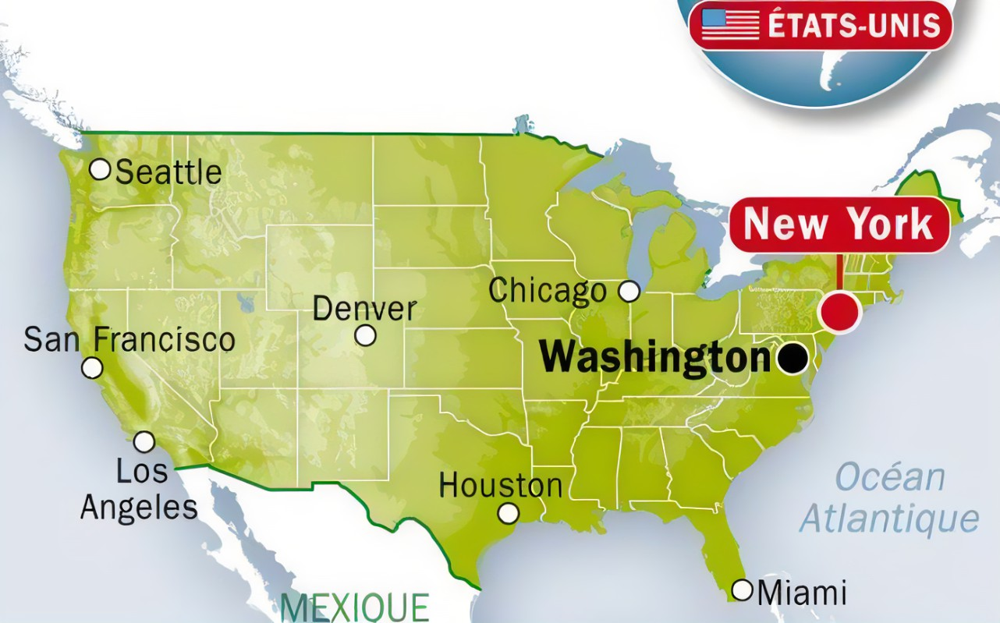 ÉTATS-UNIS
Seattle
New York
Chicago
Denver
San Francisco
Washington
Los
Angeles
Houston
Océan
Atlantique
Miami
MEXIQUE